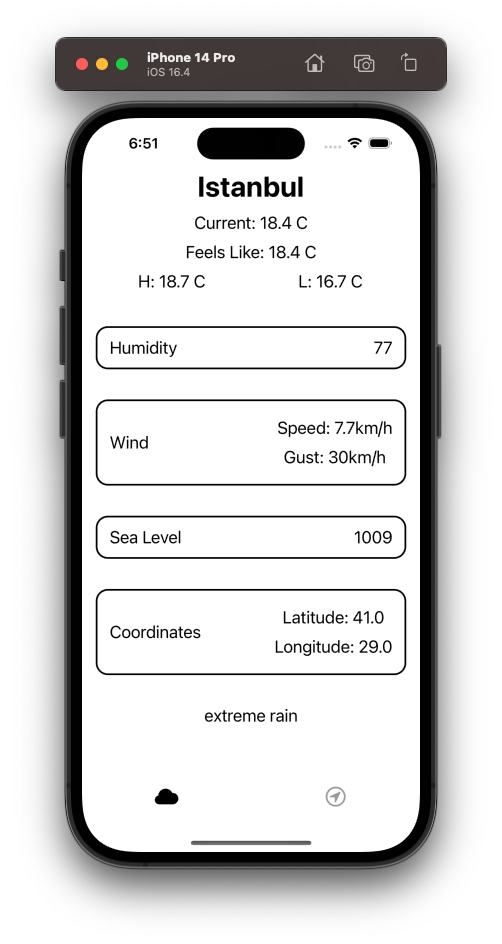 iPhone 14 Pro
iOS 16.4
6:51
Istanbul
Current: 18.4 C
Feels Like: 18.4 C
H: 18.7 C L: 16.7 C
Humidity 77
Wind
Speed: 7.7km/h
Gust: 30km/h
Sea Level 1009
Coordinates
Latitude: 41.0
Longitude: 29.0
extreme rain